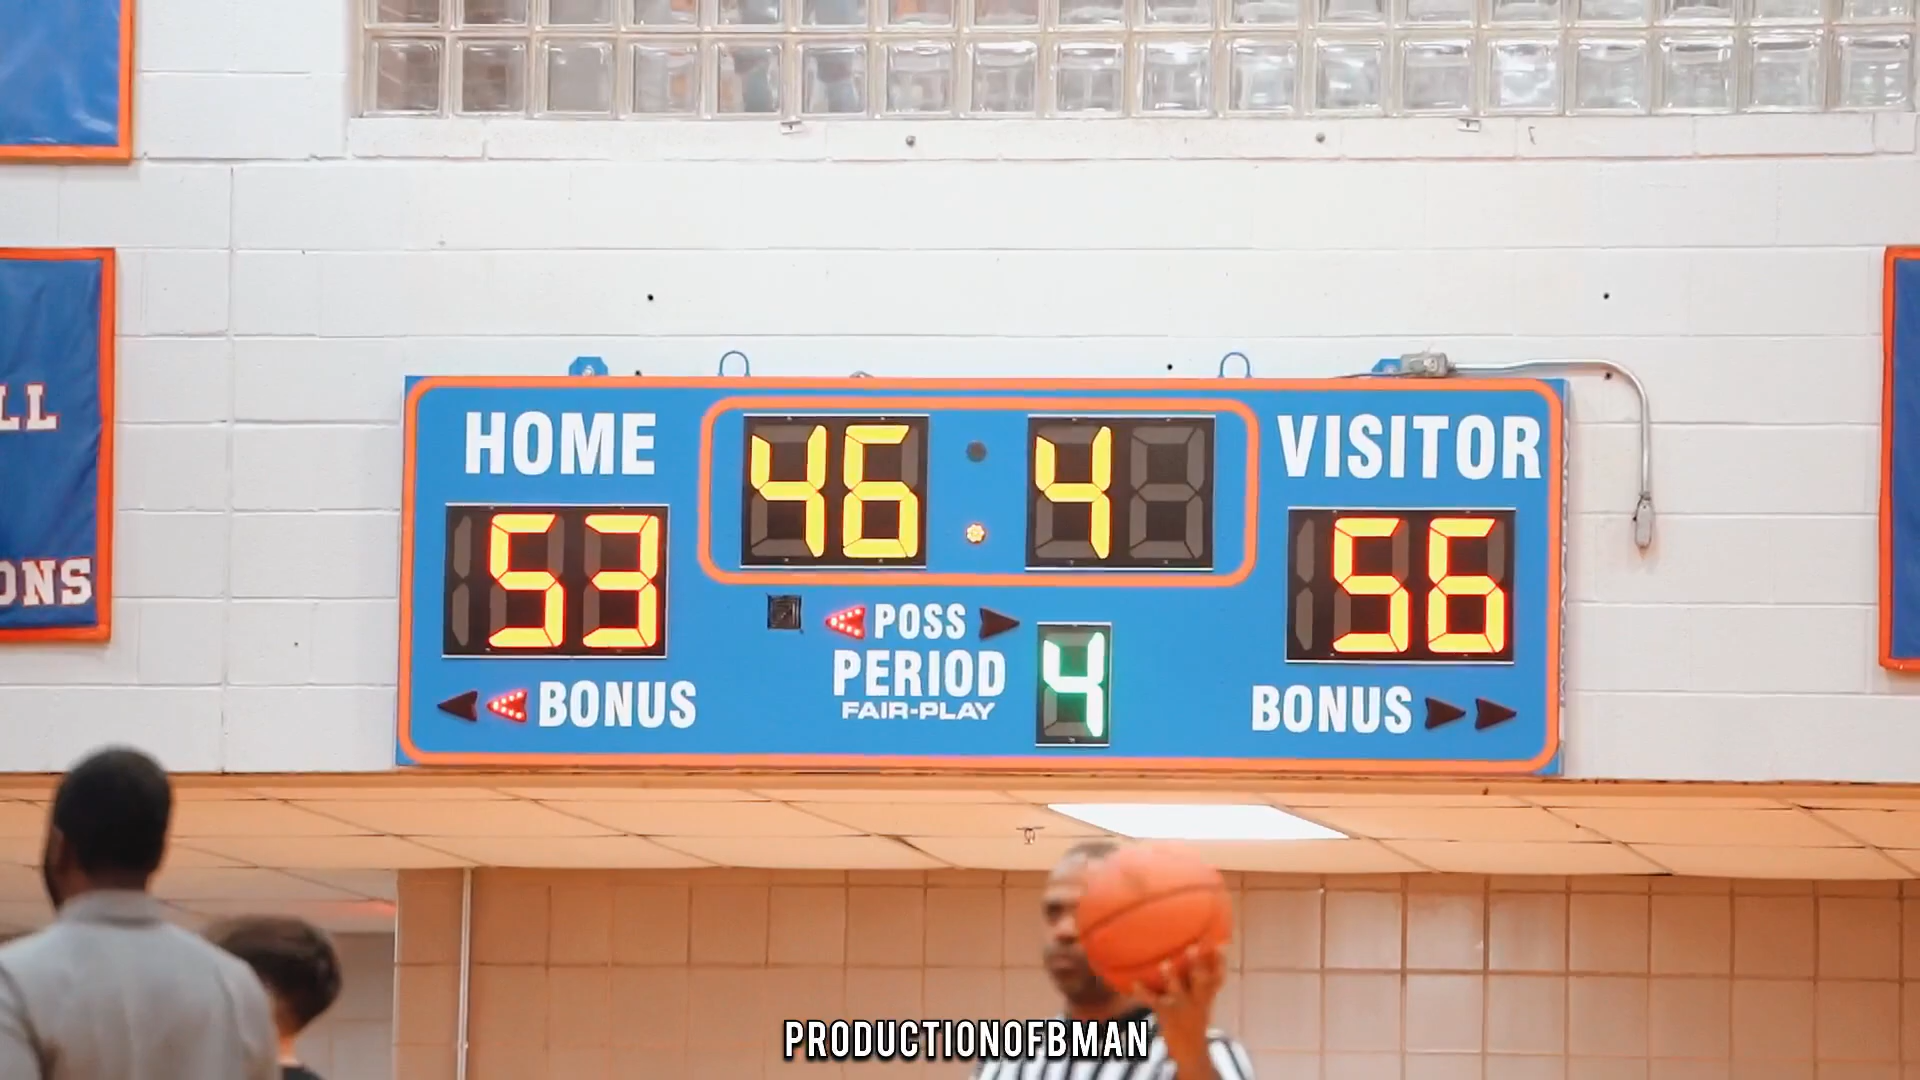 LL
ONS
HOME
46.4
VISITOR
53
56
POSS
PERIOD
4
FAIR-PLAY
BONUS
BONUS
PRODUCTIONOFBMAN